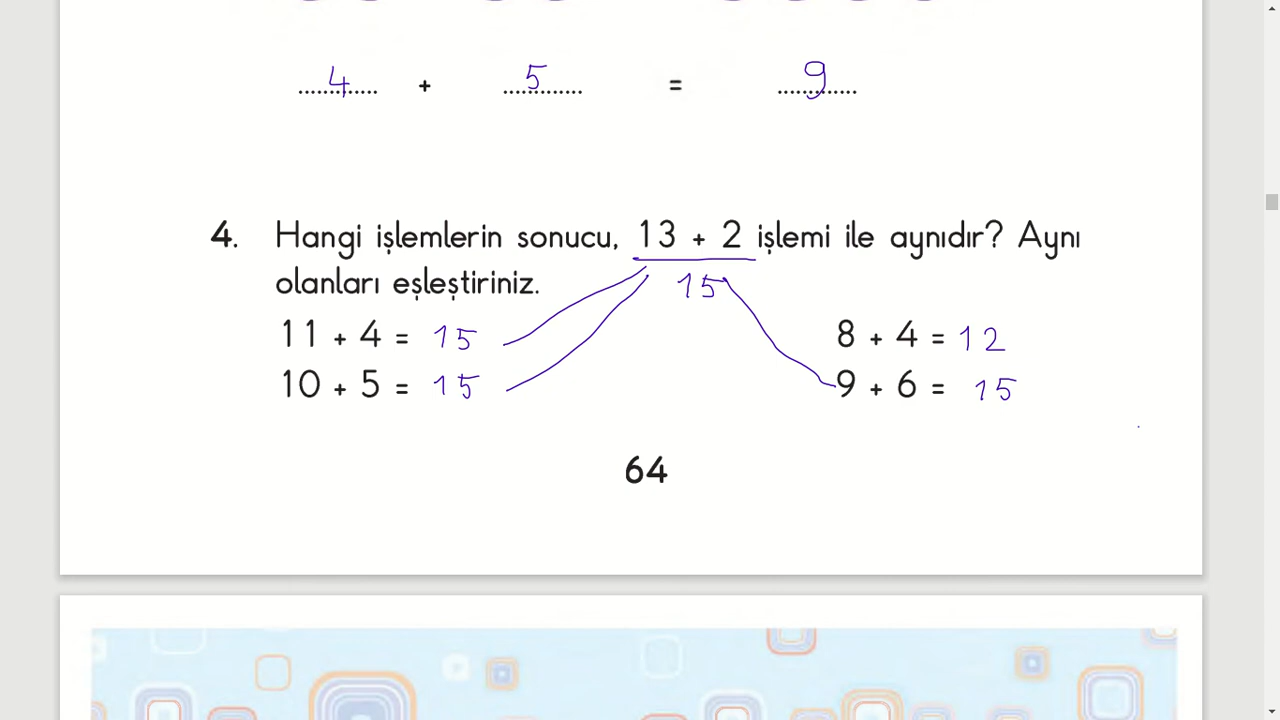 4 + 5 = 9
4. Hangi işlemlerin sonucu, 13 + 2 işlemi ile aynıdır? Aynı
olanları eşleştiriniz. 15
11 + 4 = 15 8 + 4 = 12
10 + 5 = 15 9 + 6 = 15
64